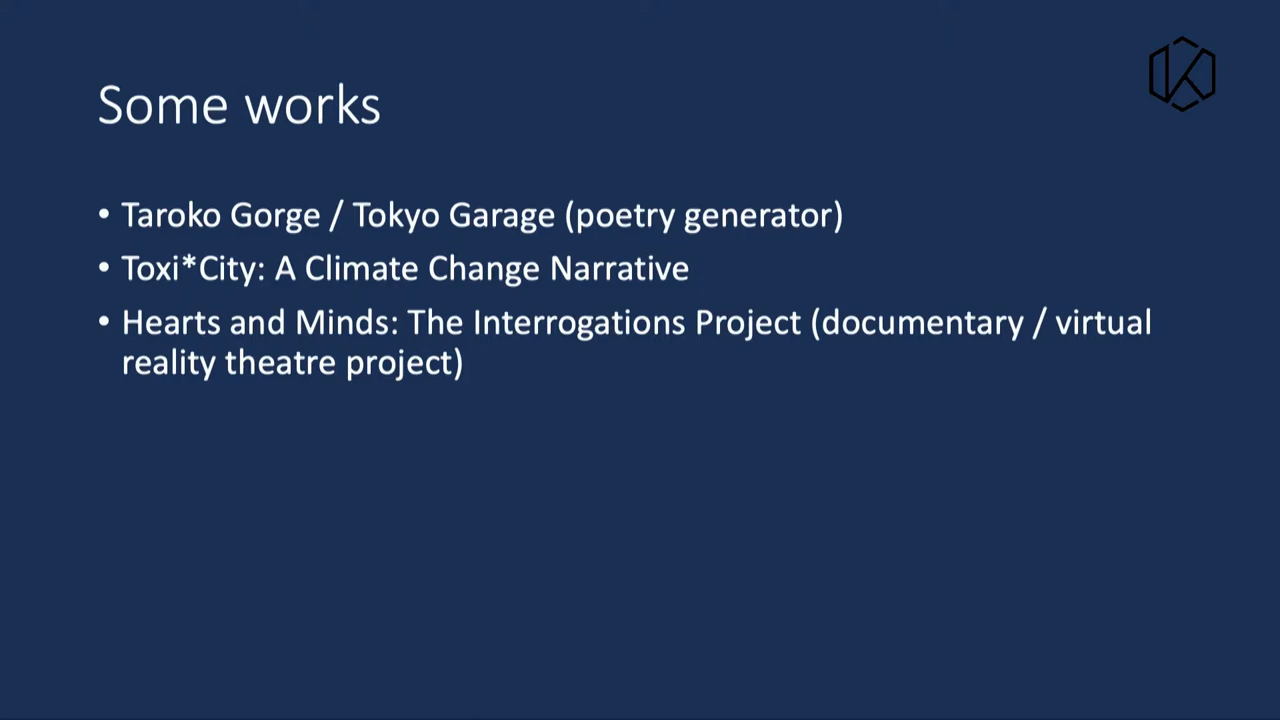 Some works
• Taroko Gorge / Tokyo Garage (poetry generator)
• Toxi*City: A Climate Change Narrative
• Hearts and Minds: The Interrogations Project (documentary / virtual
reality theatre project)